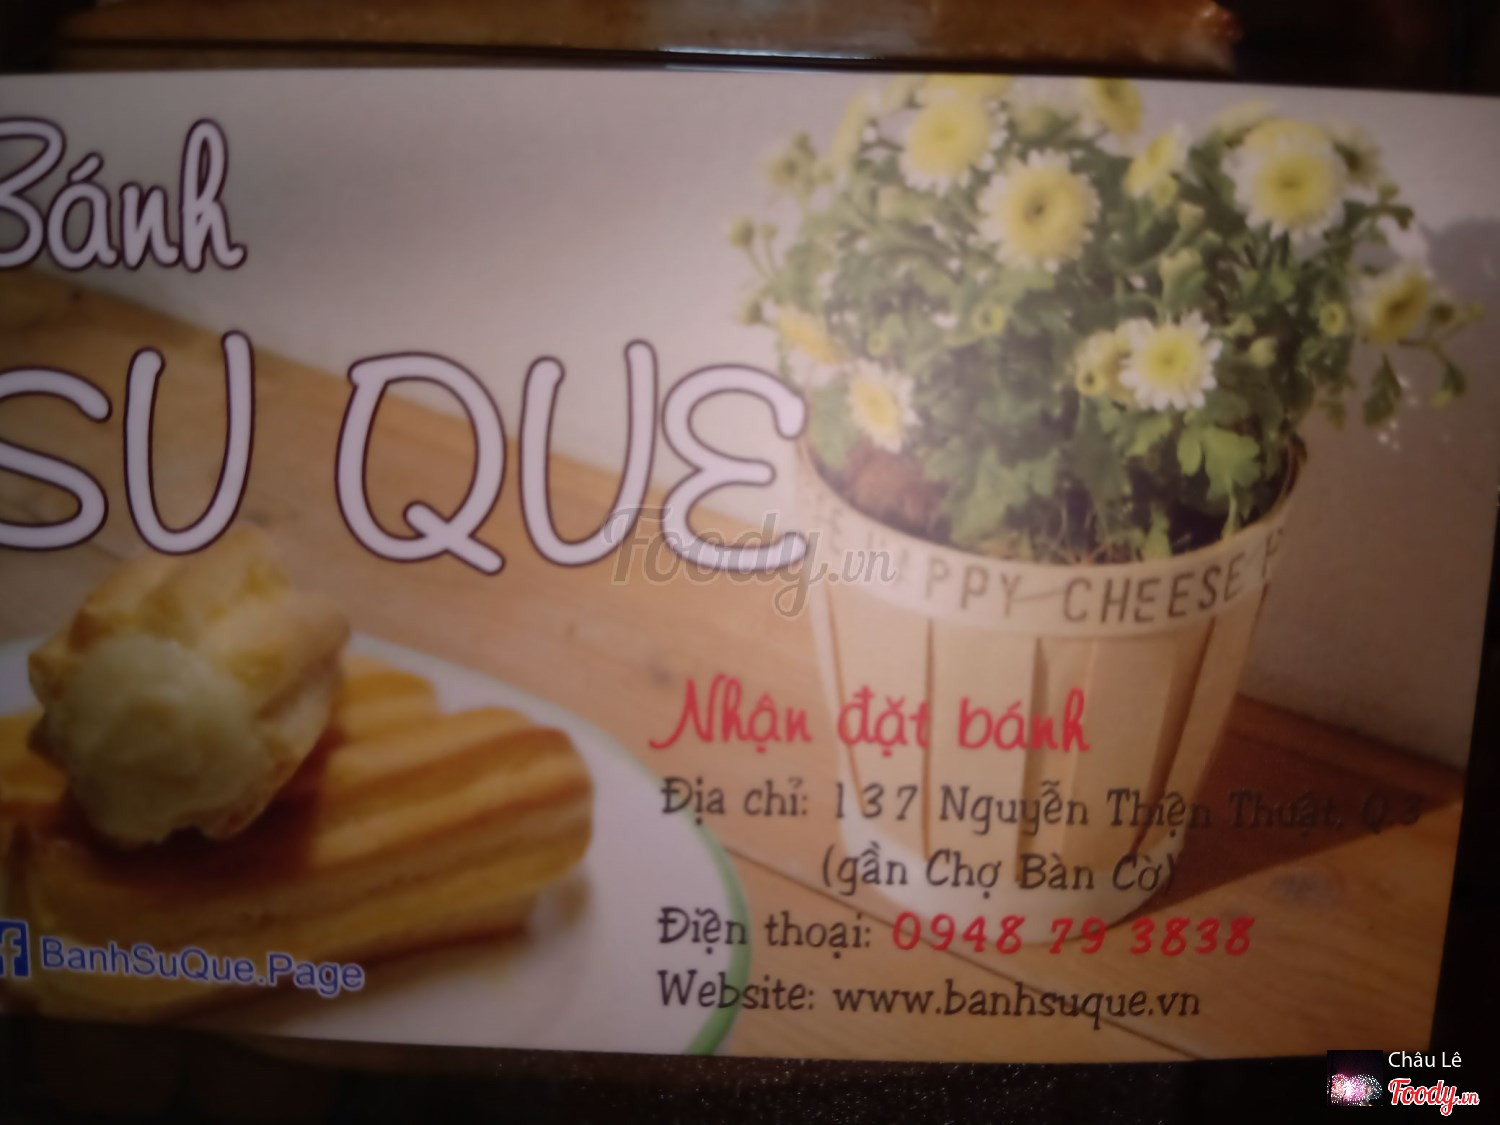 Bánh
SU QUE
Foody.vn
HAPPY CHEESE
Nhận đặt bánh
Địa chỉ: 137 Nguyễn Thiện Thuật, Q.3
(gần Chợ Bàn Cờ)
Điện thoại: 0948 79 3838
Website: www.banhsuque.vn
BanhSuQue.Page
Châu Lê
Foody.vn